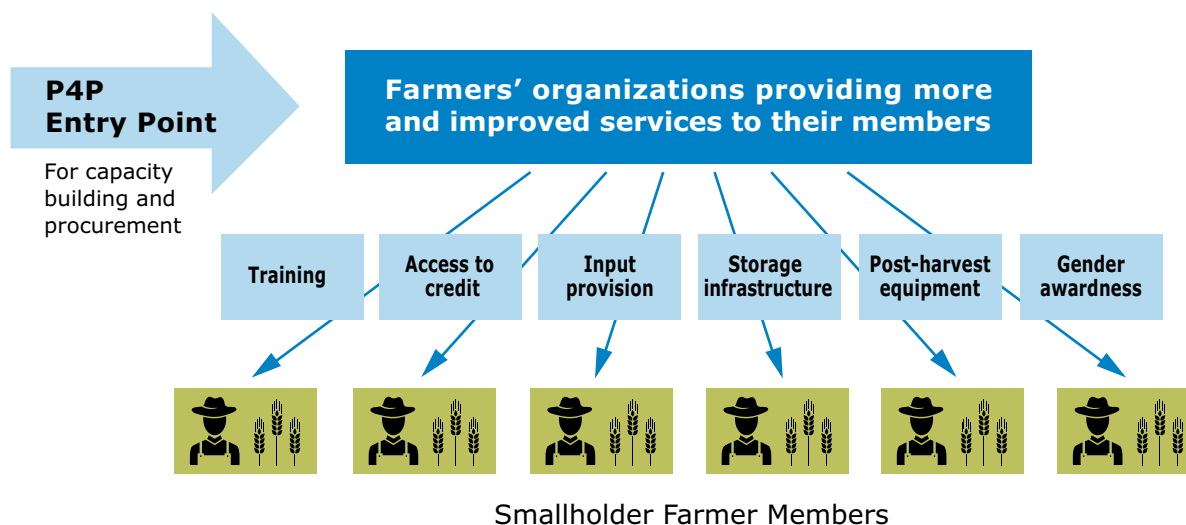 P4P
Entry Point
For capacity
building and
procurement
Farmers’ organizations providing more
and improved services to their members
Training
Access to
credit
Input
provision
Storage
infrastructure
Post-harvest
equipment
Gender
awardness
Smallholder Farmer Members